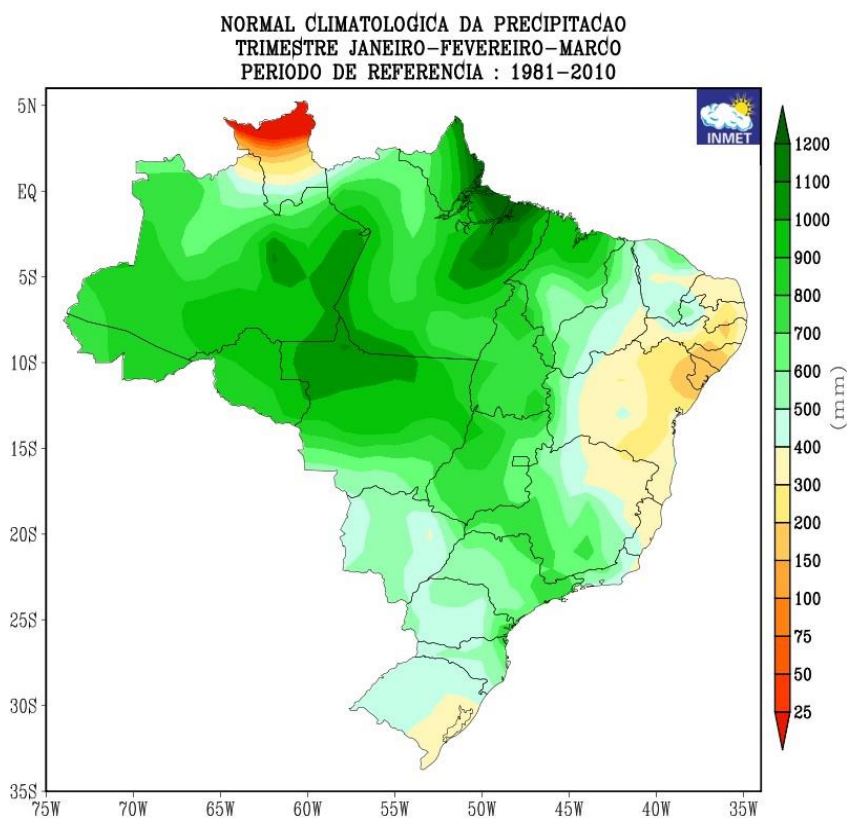 NORMAL CLIMATOLOGICA DA PRECIPITACAO
TRIMESTRE JANEIRO-FEVEREIRO-MARCO
PERIODO DE REFERENCIA : 1981-2010
INMET
5N
EQ
5S
10S
15S
20S
25S
30S
35S
75W
70W
65W
60W
55W
50W
45W
40W
35W
1200
1100
1000
900
800
700
600
500
400
300
200
150
100
75
50
25
(mm)